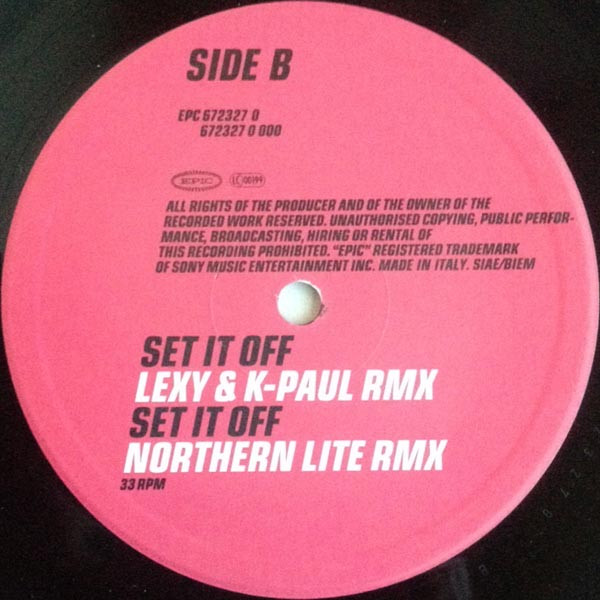 SIDE B
EPC 672327 0
672327 0 000
EPIC LC 00199
ALL RIGHTS OF THE PRODUCER AND OF THE OWNER OF THE
RECORDED WORK RESERVED. UNAUTHORISED COPYING, PUBLIC PERFOR-
MANCE, BROADCASTING, HIRING OR RENTAL OF
THIS RECORDING PROHIBITED. "EPIC" REGISTERED TRADEMARK
OF SONY MUSIC ENTERTAINMENT INC. MADE IN ITALY. SIAE/BIEM
SET IT OFF
LEXY & K-PAUL RMX
SET IT OFF
NORTHERN LITE RMX
33 RPM